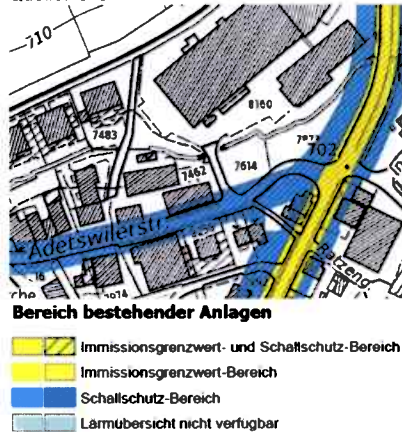 710
8160
7483
702
7614
7462
Adetswilerstr.
Batzeng.
Bereich bestehender Anlagen
Immissionsgrenzwert- und Schallschutz-Bereich
Immissionsgrenzwert-Bereich
Schallschutz-Bereich
Lärmübersicht nicht verfügbar